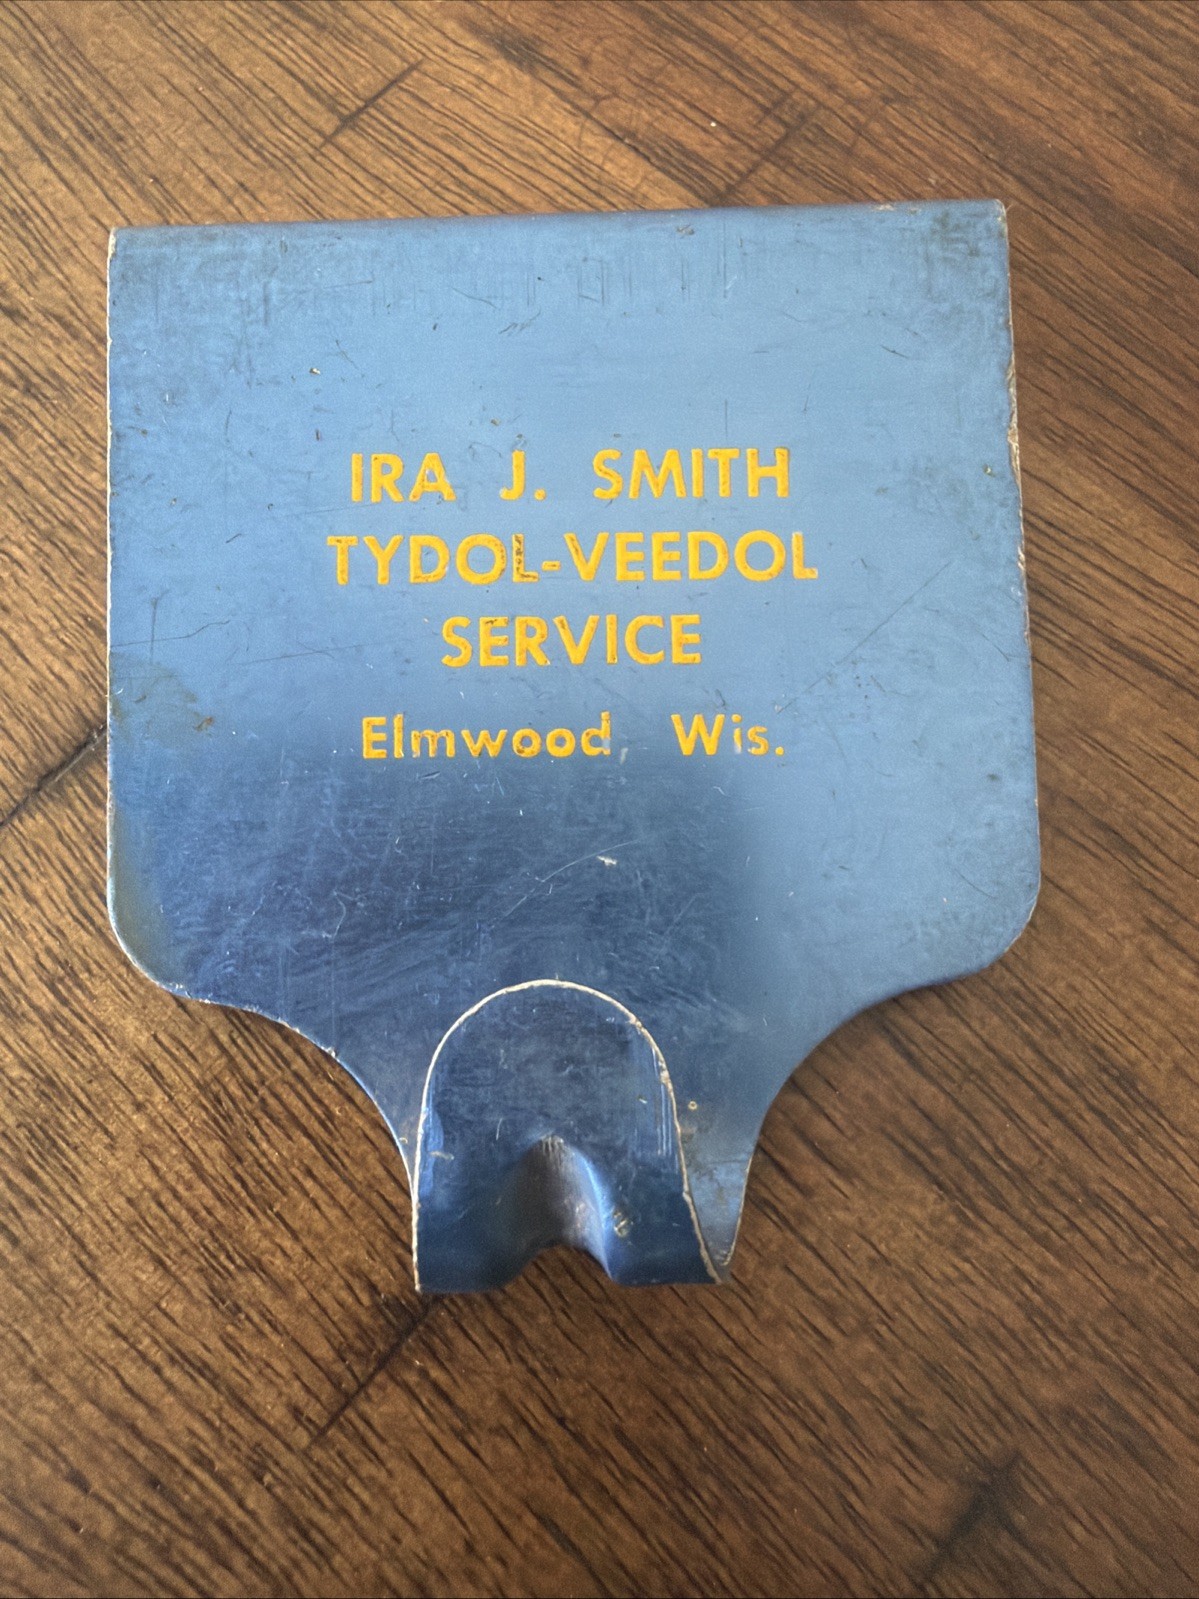 IRA J. SMITH
TYDOL-VEEDOL
SERVICE
Elmwood, Wis.